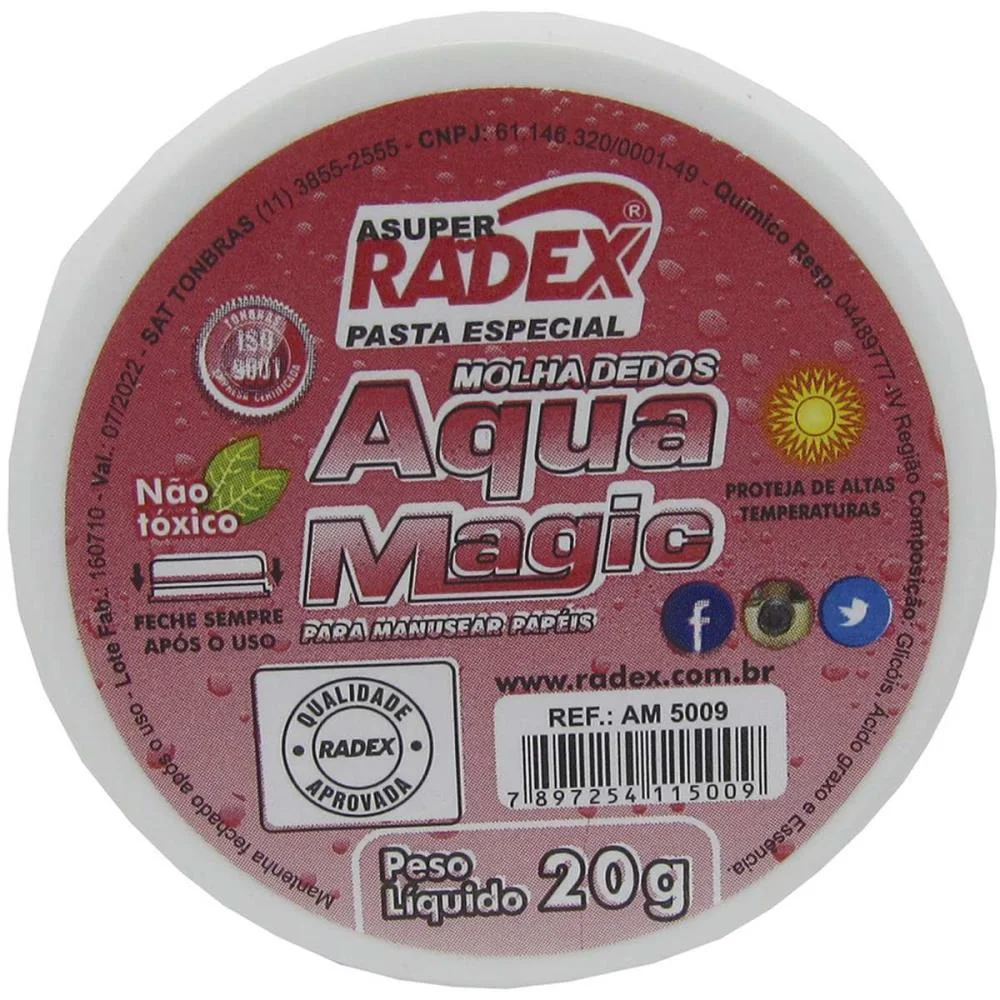 Mantenha fechado após o uso - Lote Fab.: 160710 - Val.: 07/2022 - SAT TONBRAS (11) 3855-2555 - CNPJ: 61.146.320/0001-49 - Químico Resp. 04489777-IV Região Composição: Glicóis, Ácido graxo e Essência.
ASUPER
RADEX®
PASTA ESPECIAL
TONBRAS
ISO
9001
EMPRESA CERTIFICADA
MOLHA DEDOS
Aqua
Magic
PARA MANUSEAR PAPÉIS
Não
tóxico
FECHE SEMPRE
APÓS O USO
PROTEJA DE ALTAS
TEMPERATURAS
f
www.radex.com.br
QUALIDADE
RADEX
APROVADA
REF.: AM 5009
7 897254 115009
Peso
Líquido 20g